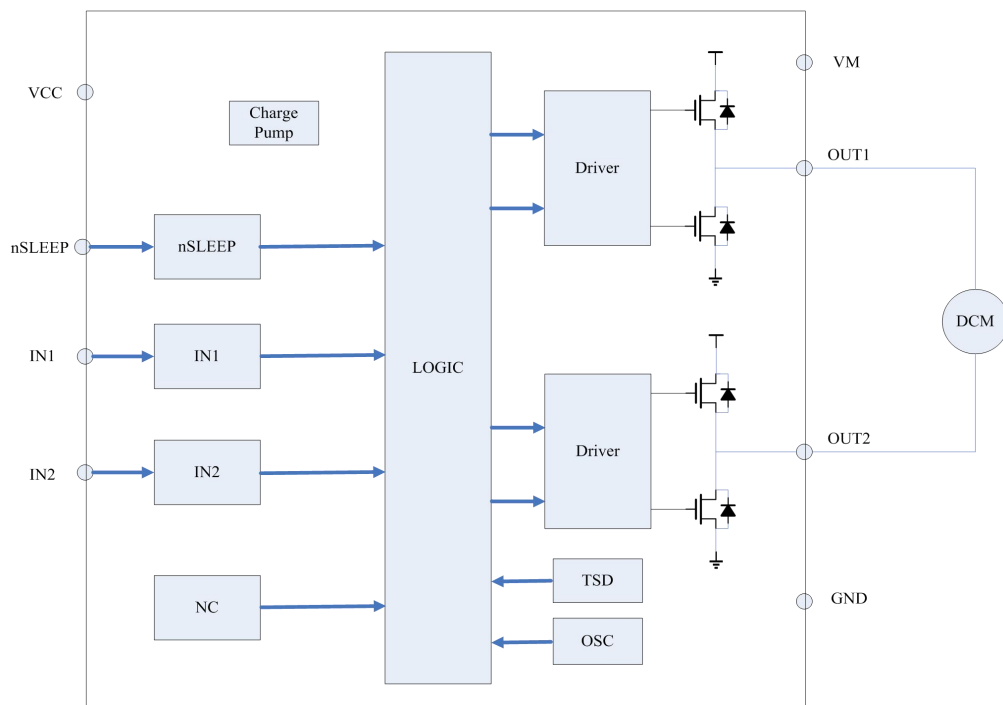 VCC
nSLEEP
IN1
IN2
Charge
Pump
nSLEEP
IN1
IN2
NC
LOGIC
Driver
Driver
TSD
OSC
VM
OUT1
DCM
OUT2
GND